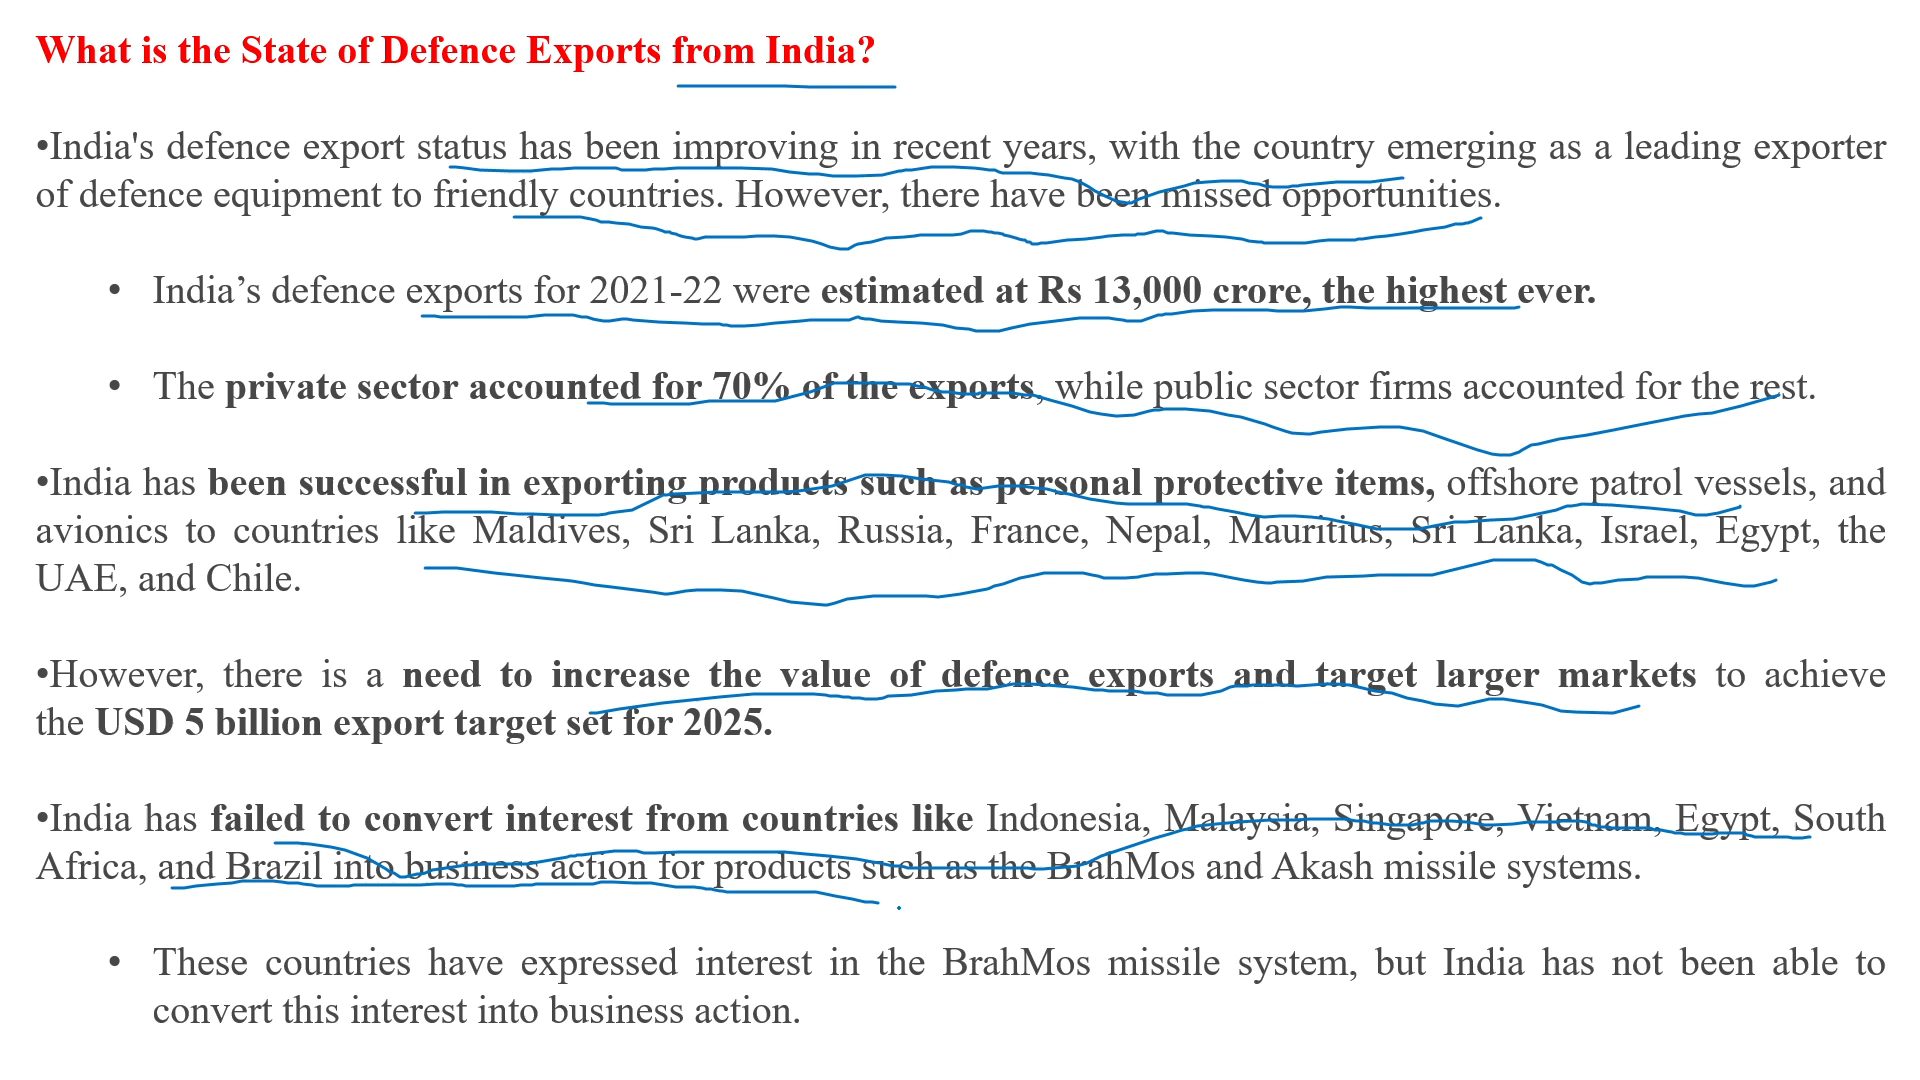 What is the State of Defence Exports from India?
•India's defence export status has been improving in recent years, with the country emerging as a leading exporter
of defence equipment to friendly countries. However, there have been missed opportunities.
• India’s defence exports for 2021-22 were estimated at Rs 13,000 crore, the highest ever.
• The private sector accounted for 70% of the exports, while public sector firms accounted for the rest.
•India has been successful in exporting products such as personal protective items, offshore patrol vessels, and
avionics to countries like Maldives, Sri Lanka, Russia, France, Nepal, Mauritius, Sri Lanka, Israel, Egypt, the
UAE, and Chile.
•However, there is a need to increase the value of defence exports and target larger markets to achieve
the USD 5 billion export target set for 2025.
•India has failed to convert interest from countries like Indonesia, Malaysia, Singapore, Vietnam, Egypt, South
Africa, and Brazil into business action for products such as the BrahMos and Akash missile systems.
• These countries have expressed interest in the BrahMos missile system, but India has not been able to
convert this interest into business action.